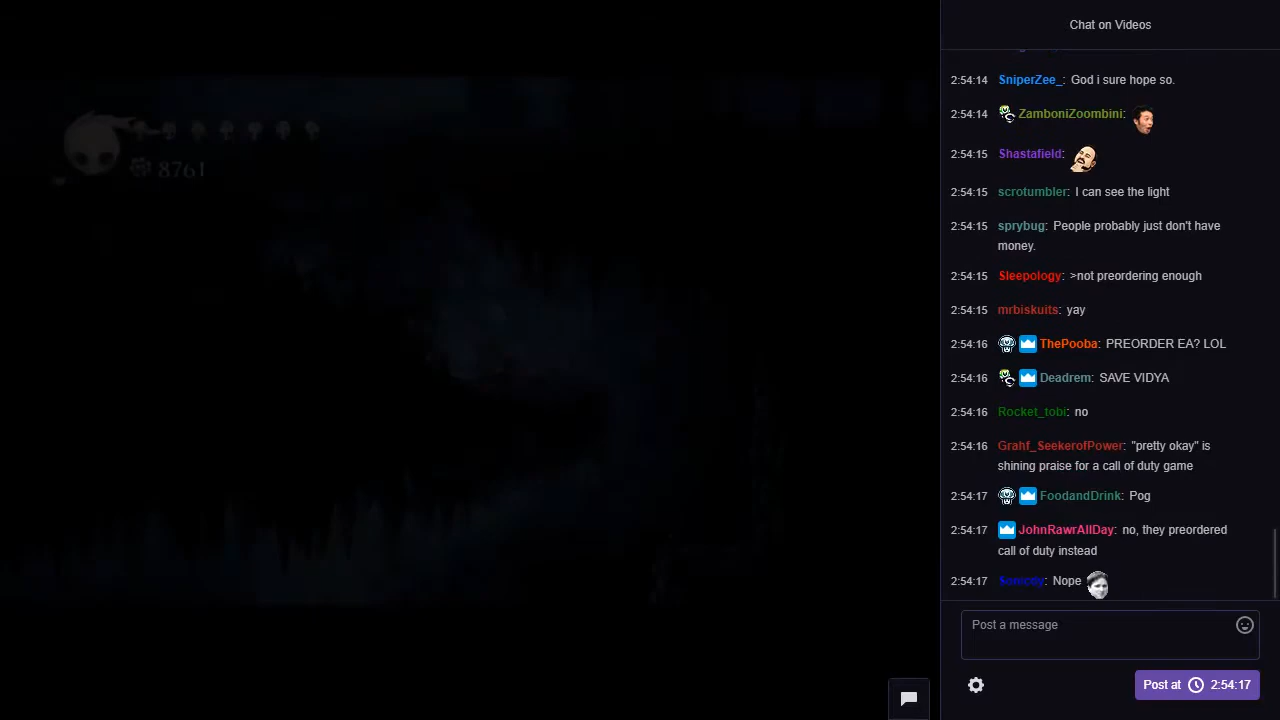 Chat on Videos
8761
2:54:14 SniperZee_: God i sure hope so.
2:54:14 ZamboniZoombini:
2:54:15 Shastafield:
2:54:15 scrotumbler: I can see the light
2:54:15 sprybug: People probably just don't have
money.
2:54:15 Sleepology: >not preordering enough
2:54:15 mrbiskuits: yay
2:54:16 ThePooba: PREORDER EA? LOL
2:54:16 Deadrem: SAVE VIDYA
2:54:16 Rocket_tobi: no
2:54:16 Grahf_SeekerofPower: "pretty okay" is
shining praise for a call of duty game
2:54:17 FoodandDrink: Pog
2:54:17 JohnRawrAllDay: no, they preordered
call of duty instead
2:54:17 Nope
Post a message
Post at 2:54:17